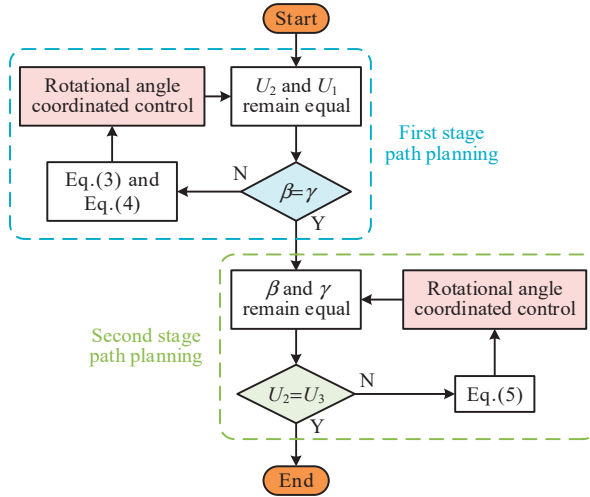 Start
Rotational angle
coordinated control
U₂ and U₁
remain equal
First stage
path planning
Eq.(3) and
Eq.(4)
N
β=γ
Y
β and γ
remain equal
Rotational angle
coordinated control
Second stage
path planning
U₂=U₃
N
Eq.(5)
Y
End